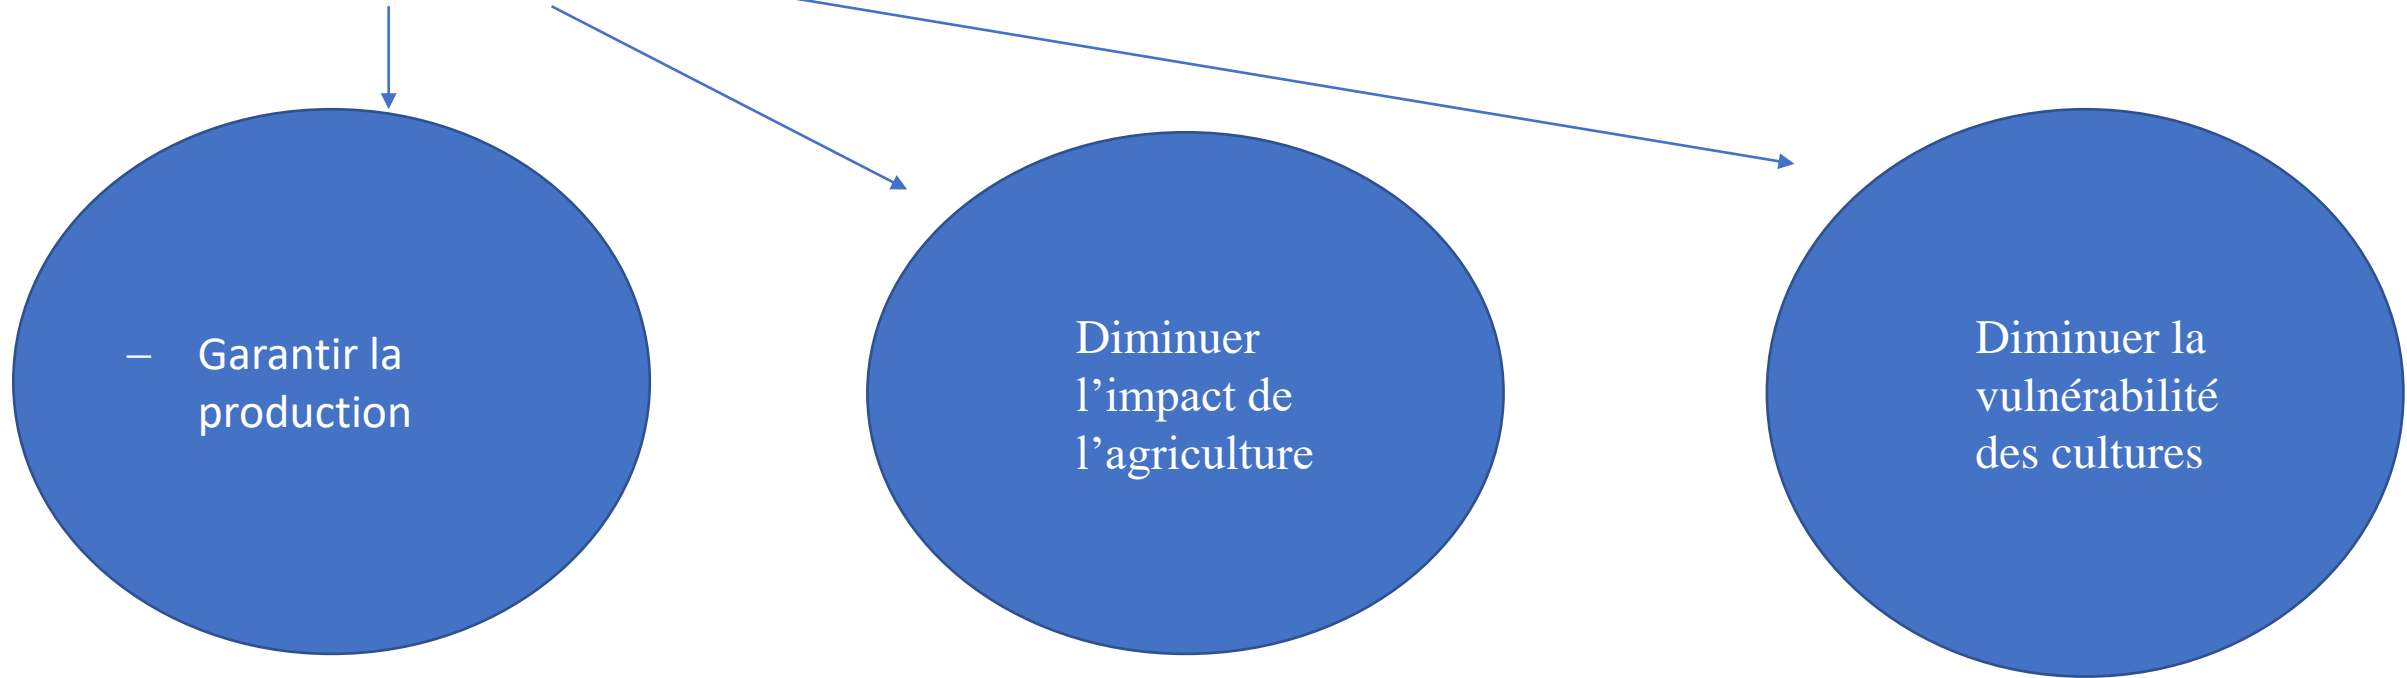 – Garantir la
production
Diminuer
l’impact de
l’agriculture
Diminuer la
vulnérabilité
des cultures